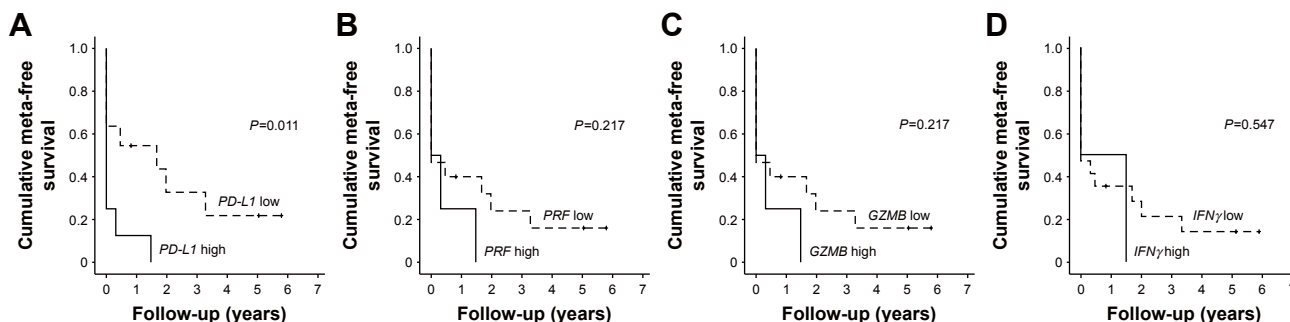 A
Cumulative meta-free
survival
1.0
0.8
0.6
0.4
0.2
0
P=0.011
PD-L1 low
PD-L1 high
0 1 2 3 4 5 6 7
Follow-up (years)
B
Cumulative meta-free
survival
1.0
0.8
0.6
0.4
0.2
0
P=0.217
PRF low
PRF high
0 1 2 3 4 5 6 7
Follow-up (years)
C
Cumulative meta-free
survival
1.0
0.8
0.6
0.4
0.2
0
P=0.217
GZMB low
GZMB high
0 1 2 3 4 5 6 7
Follow-up (years)
D
Cumulative meta-free
survival
1.0
0.8
0.6
0.4
0.2
0
P=0.547
IFNγ low
IFNγ high
0 1 2 3 4 5 6 7
Follow-up (years)